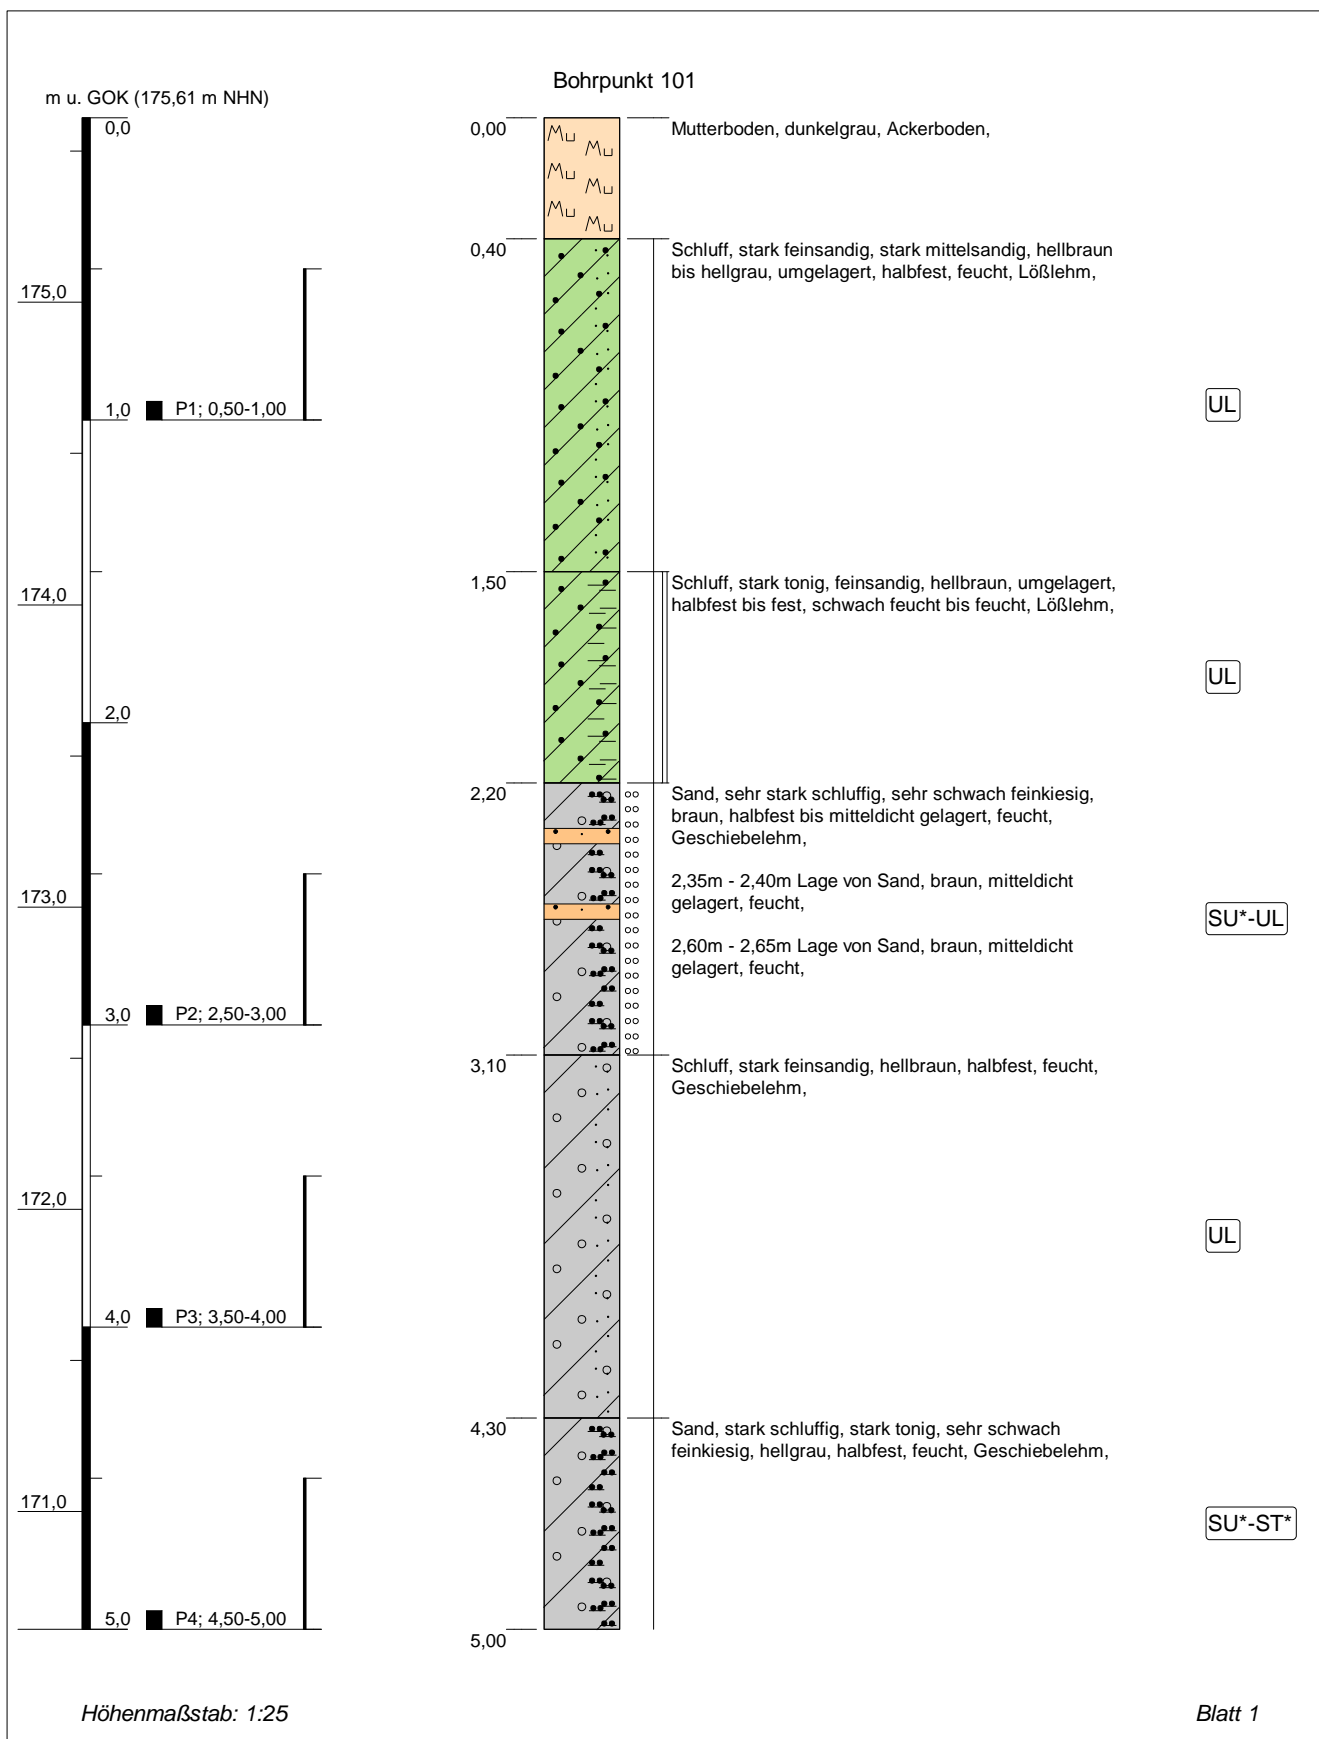 Bohrpunkt 101
m u. GOK (175,61 m NHN)
0,0
0,00
Mutterboden, dunkelgrau, Ackerboden,
Mu
Mu
Mu
Mu
Mu
Mu
0,40
Schluff, stark feinsandig, stark mittelsandig, hellbraun
bis hellgrau, umgelagert, halbfest, feucht, Lößlehm,
175,0
1,0
P1; 0,50-1,00
UL
1,50
Schluff, stark tonig, feinsandig, hellbraun, umgelagert,
halbfest bis fest, schwach feucht bis feucht, Lößlehm,
174,0
UL
2,0
2,20
Sand, sehr stark schluffig, sehr schwach feinkiesig,
braun, halbfest bis mitteldicht gelagert, feucht,
Geschiebelehm,
2,35m - 2,40m Lage von Sand, braun, mitteldicht
gelagert, feucht,
173,0
SU*-UL
2,60m - 2,65m Lage von Sand, braun, mitteldicht
gelagert, feucht,
3,0
P2; 2,50-3,00
3,10
Schluff, stark feinsandig, hellbraun, halbfest, feucht,
Geschiebelehm,
172,0
UL
4,0
P3; 3,50-4,00
4,30
Sand, stark schluffig, stark tonig, sehr schwach
feinkiesig, hellgrau, halbfest, feucht, Geschiebelehm,
171,0
SU*-ST*
5,0
P4; 4,50-5,00
5,00
Höhenmaßstab: 1:25
Blatt 1